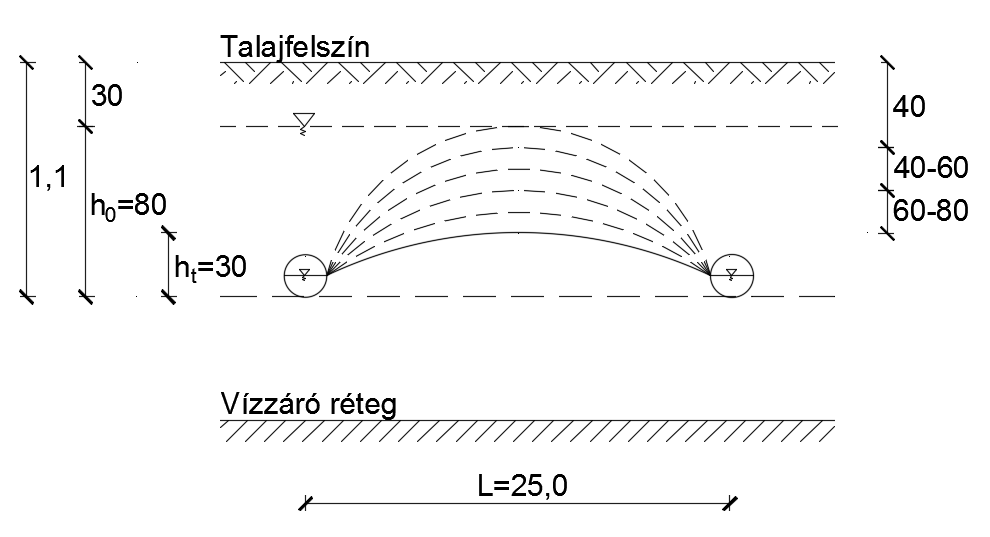 Talajfelszín
30
40
1,1
40-60
h₀=80
60-80
hₜ=30
Vízzáró réteg
L=25,0